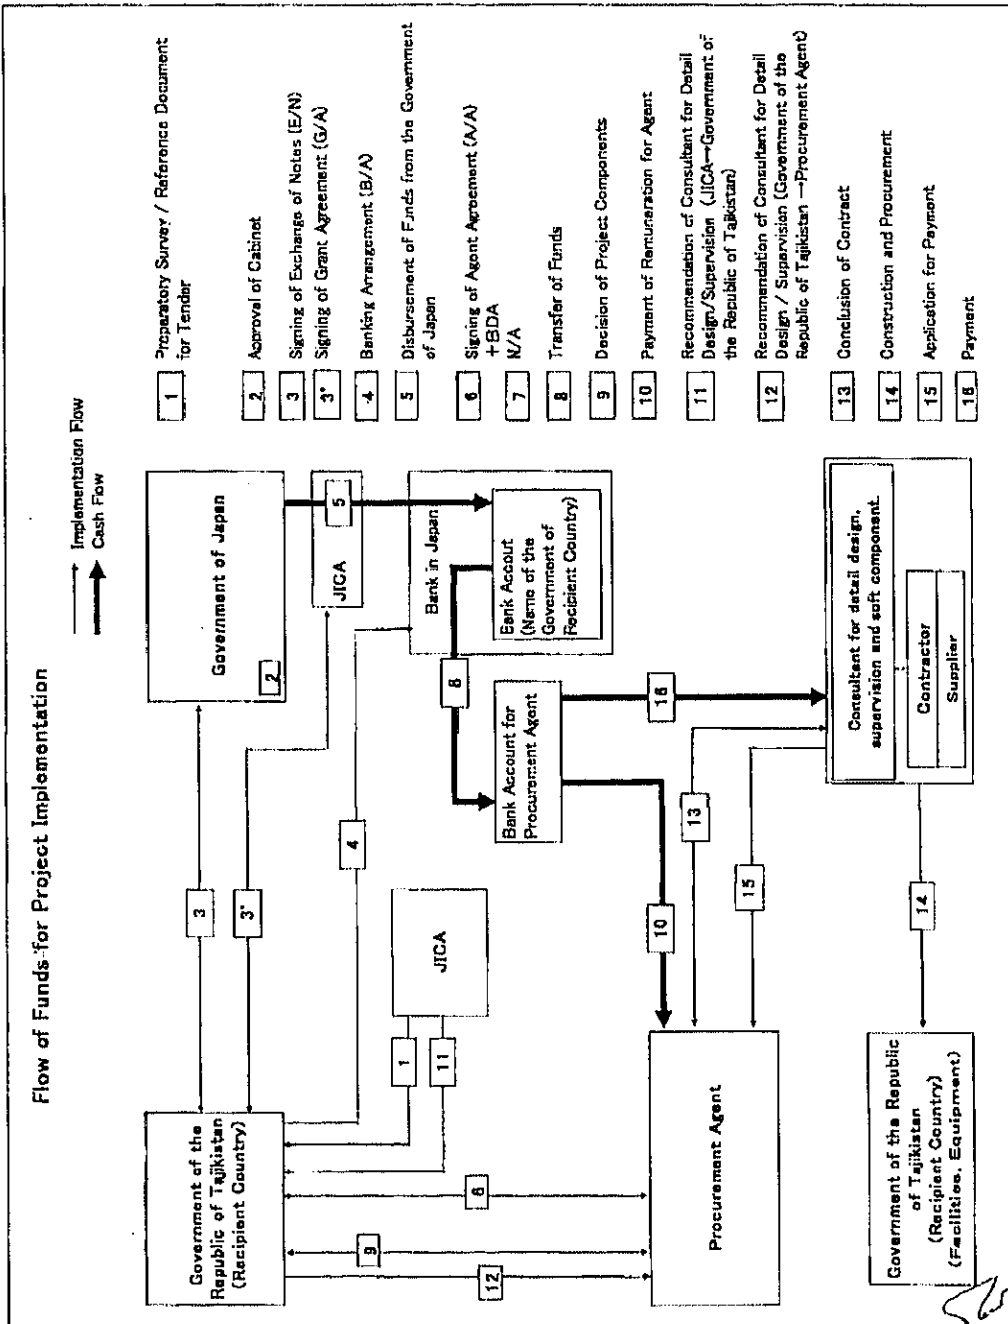 Flow of Funds for Project Implementation
Implementation Flow
Cash Flow
Government of the
Republic of Tajikistan
(Recipient Country)
3
3*
4
1
11
JICA
9
12
6
Government of Japan
2
JICA
5
Bank in Japan
Bank Accout
(Name of the
Government of
Recipient Country)
8
Bank Account for
Procurement Agent
10
16
13
15
Procurement Agent
Consultant for detail design,
supervision and soft component.
Contractor
Supplier
14
Government of the Republic
of Tajikistan
(Recipient Country)
(Facilities, Equipment)
1 Preparatory Survey / Reference Document
for Tender
2 Approval of Cabinet
3 Signing of Exchange of Notes (E/N)
3* Signing of Grant Agreement (G/A)
4 Banking Arrangement (B/A)
5 Disbursement of Funds from the Government
of Japan
6 Signing of Agent Agreement (A/A)
+BDA
7 N/A
8 Transfer of Funds
9 Decision of Project Components
10 Payment of Remuneration for Agent
11 Recommendation of Consultant for Detail
Design/Supervision (JICA→Government of
the Republic of Tajikistan)
12 Recommendation of Consultant for Detail
Design / Supervision (Government of the
Republic of Tajikistan →Procurement Agent)
13 Conclusion of Contract
14 Construction and Procurement
15 Application for Payment
16 Payment